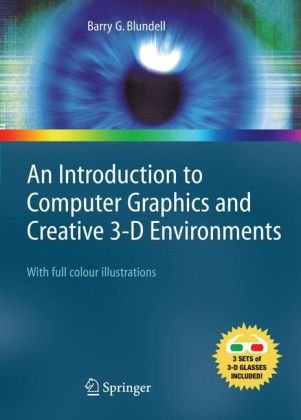 Barry G. Blundell
An Introduction to
Computer Graphics and
Creative 3-D Environments
With full colour illustrations
3 SETS of
3-D GLASSES
INCLUDED!
Springer